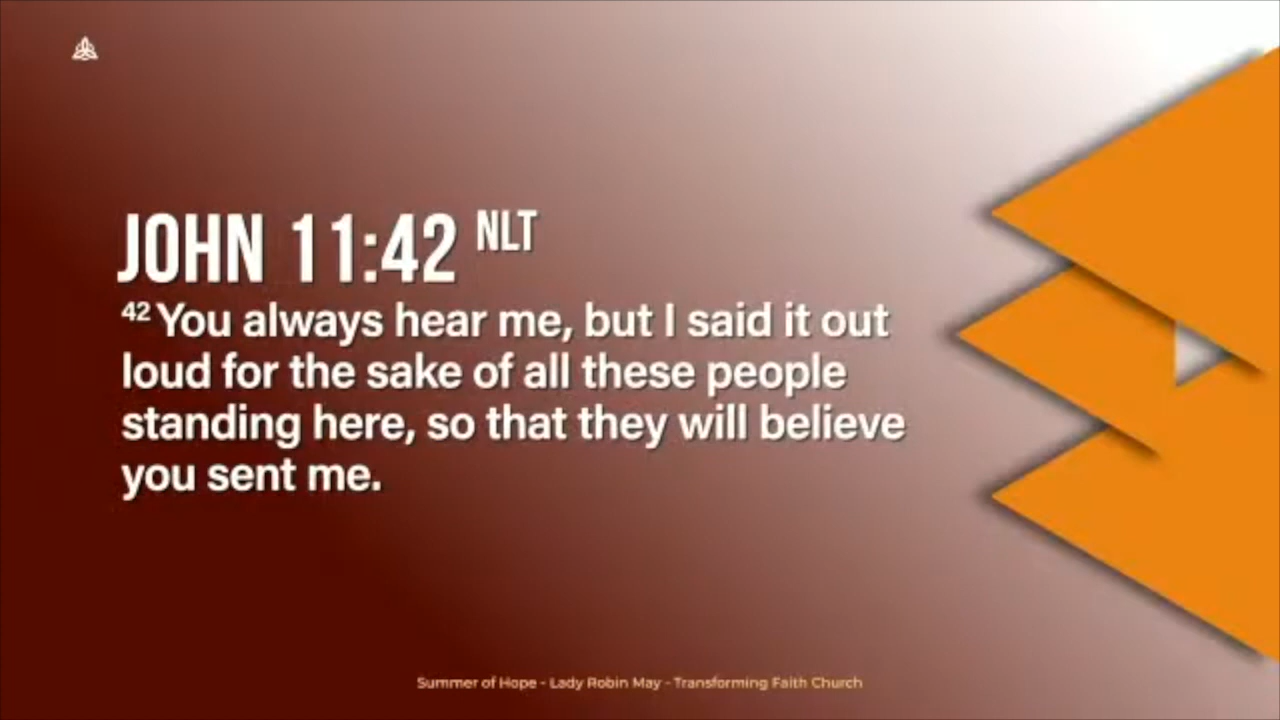 JOHN 11:42 NLT
42 You always hear me, but I said it out
loud for the sake of all these people
standing here, so that they will believe
you sent me.
Summer of Hope - Lady Robin May - Transforming Faith Church